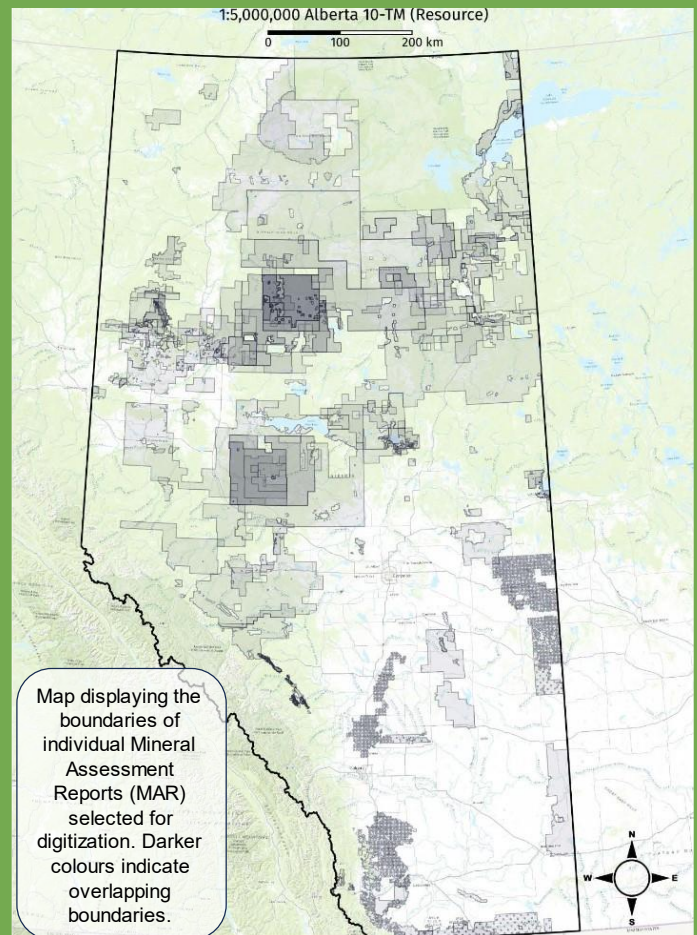 1:5,000,000 Alberta 10-TM (Resource)
0 100 200 km
Map displaying the
boundaries of
individual Mineral
Assessment
Reports (MAR)
selected for
digitization. Darker
colours indicate
overlapping
boundaries.
N
W E
S